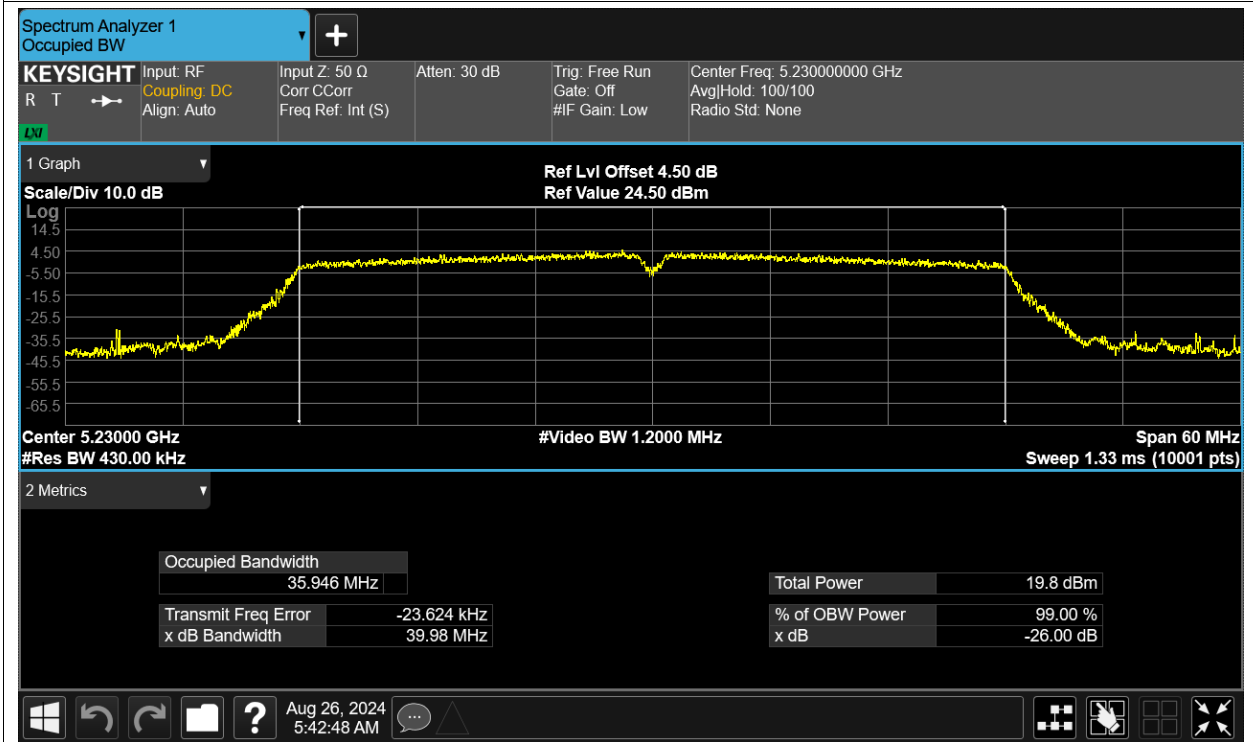 Spectrum Analyzer 1
Occupied BW
KEYSIGHT
R T
LXI
Input: RF
Coupling: DC
Align: Auto
Input Z: 50 Ω
Corr CCorr
Freq Ref: Int (S)
Atten: 30 dB
Trig: Free Run
Gate: Off
#IF Gain: Low
Center Freq: 5.230000000 GHz
Avg|Hold: 100/100
Radio Std: None
1 Graph
Scale/Div 10.0 dB
Ref Lvl Offset 4.50 dB
Ref Value 24.50 dBm
Log
14.5
4.50
-5.50
-15.5
-25.5
-35.5
-45.5
-55.5
-65.5
Center 5.23000 GHz
#Video BW 1.2000 MHz
Span 60 MHz
#Res BW 430.00 kHz
Sweep 1.33 ms (10001 pts)
2 Metrics
Occupied Bandwidth
35.946 MHz
Total Power 19.8 dBm
Transmit Freq Error -23.624 kHz
% of OBW Power 99.00 %
x dB Bandwidth 39.98 MHz
x dB -26.00 dB
?
Aug 26, 2024
5:42:48 AM